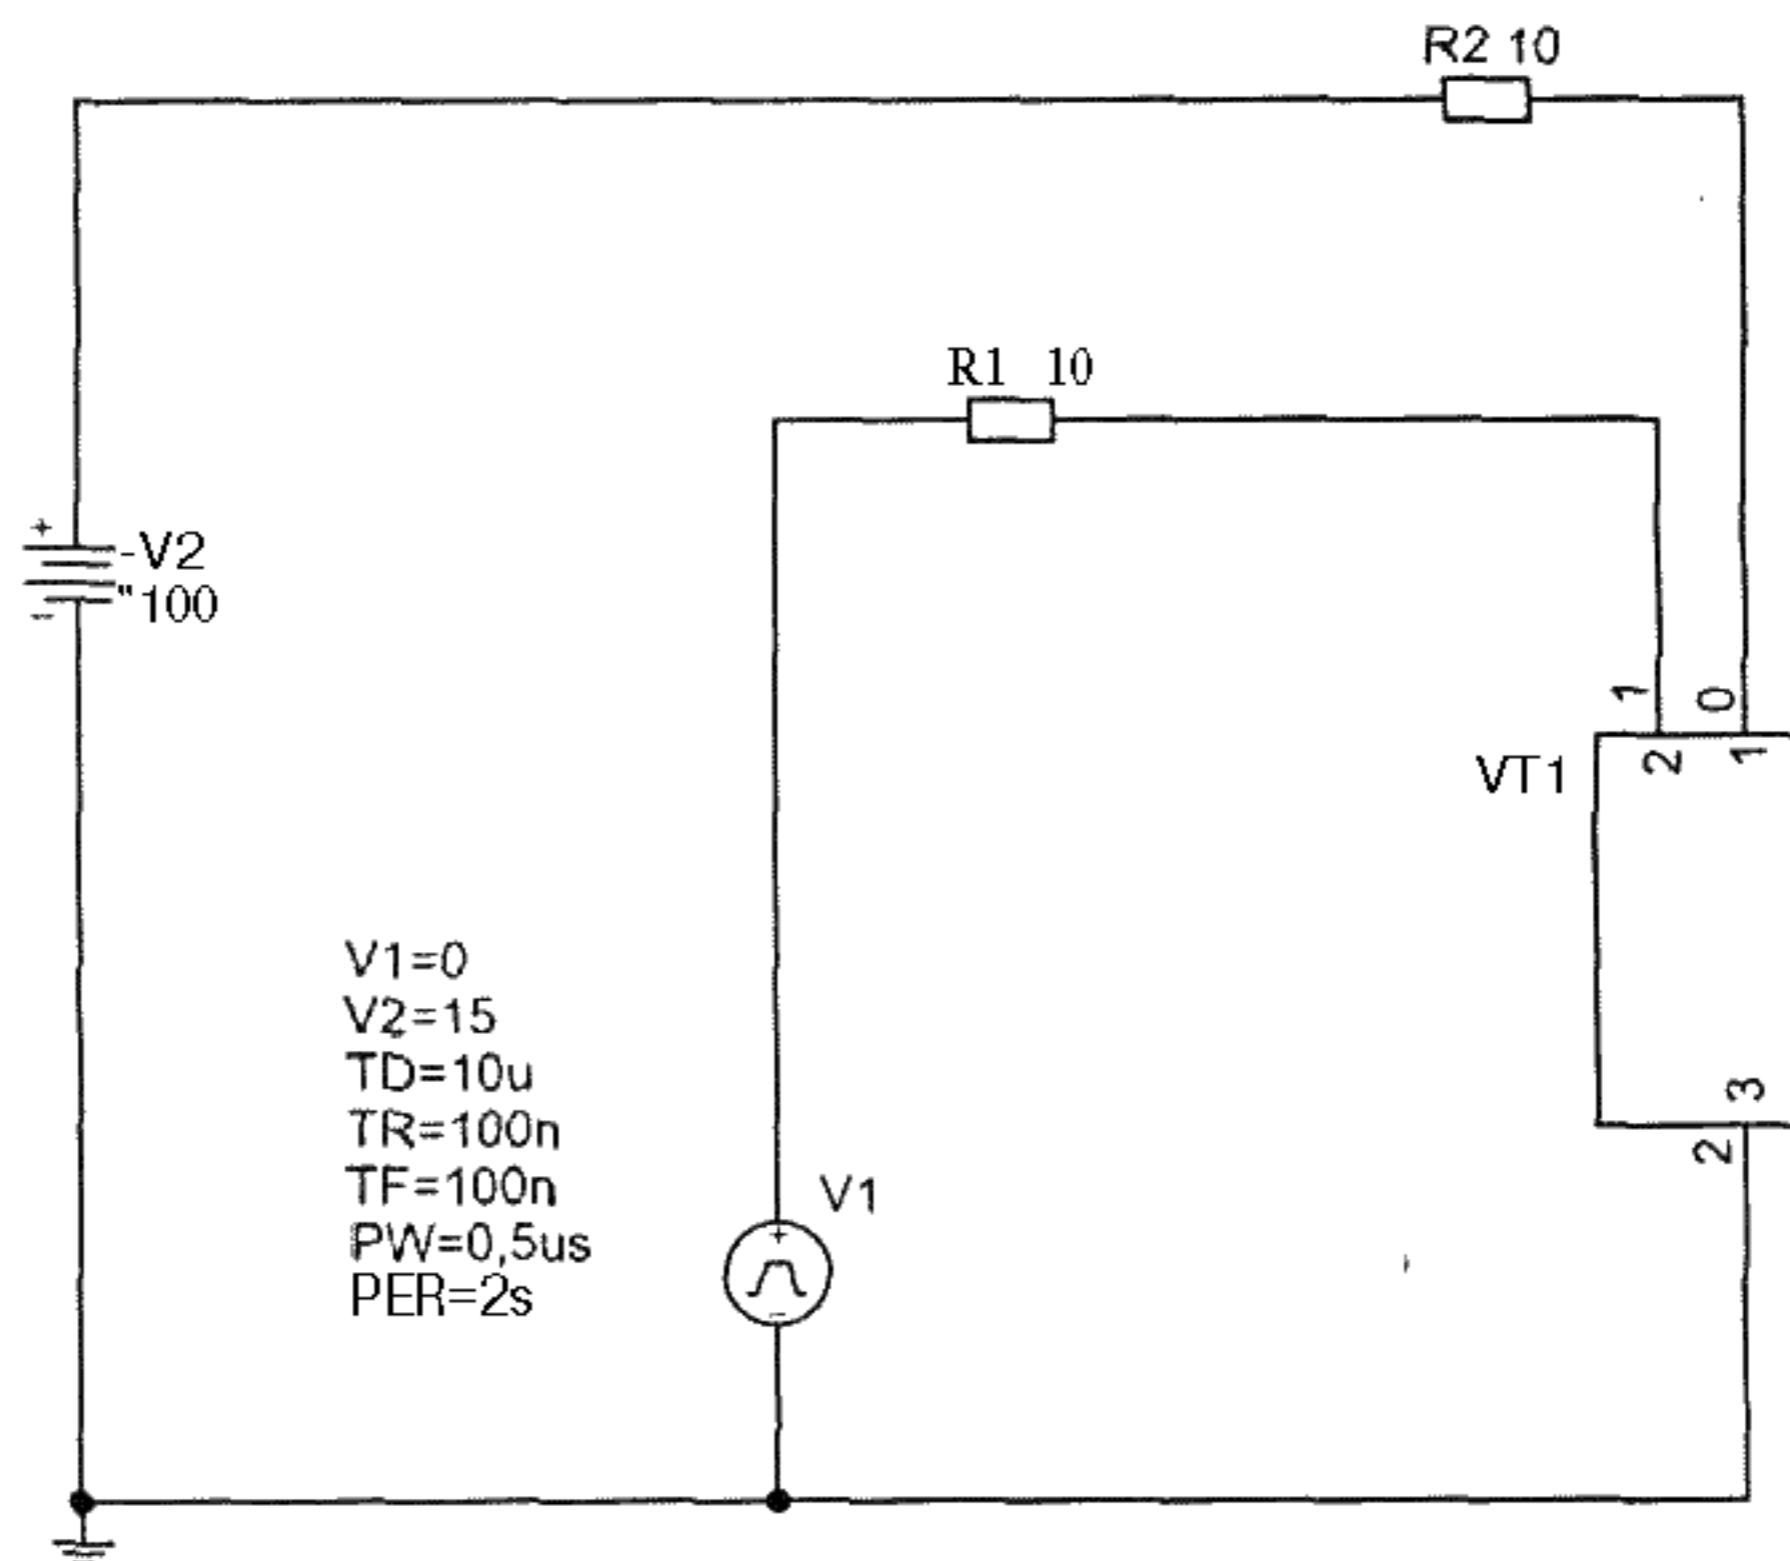 R2 10
R1 10
+
-V2
"100
-
1
0
2
1
VT1
V1=0
V2=15
TD=10u
TR=100n
TF=100n
PW=0,5us
PER=2s
V1
+
-
3
2